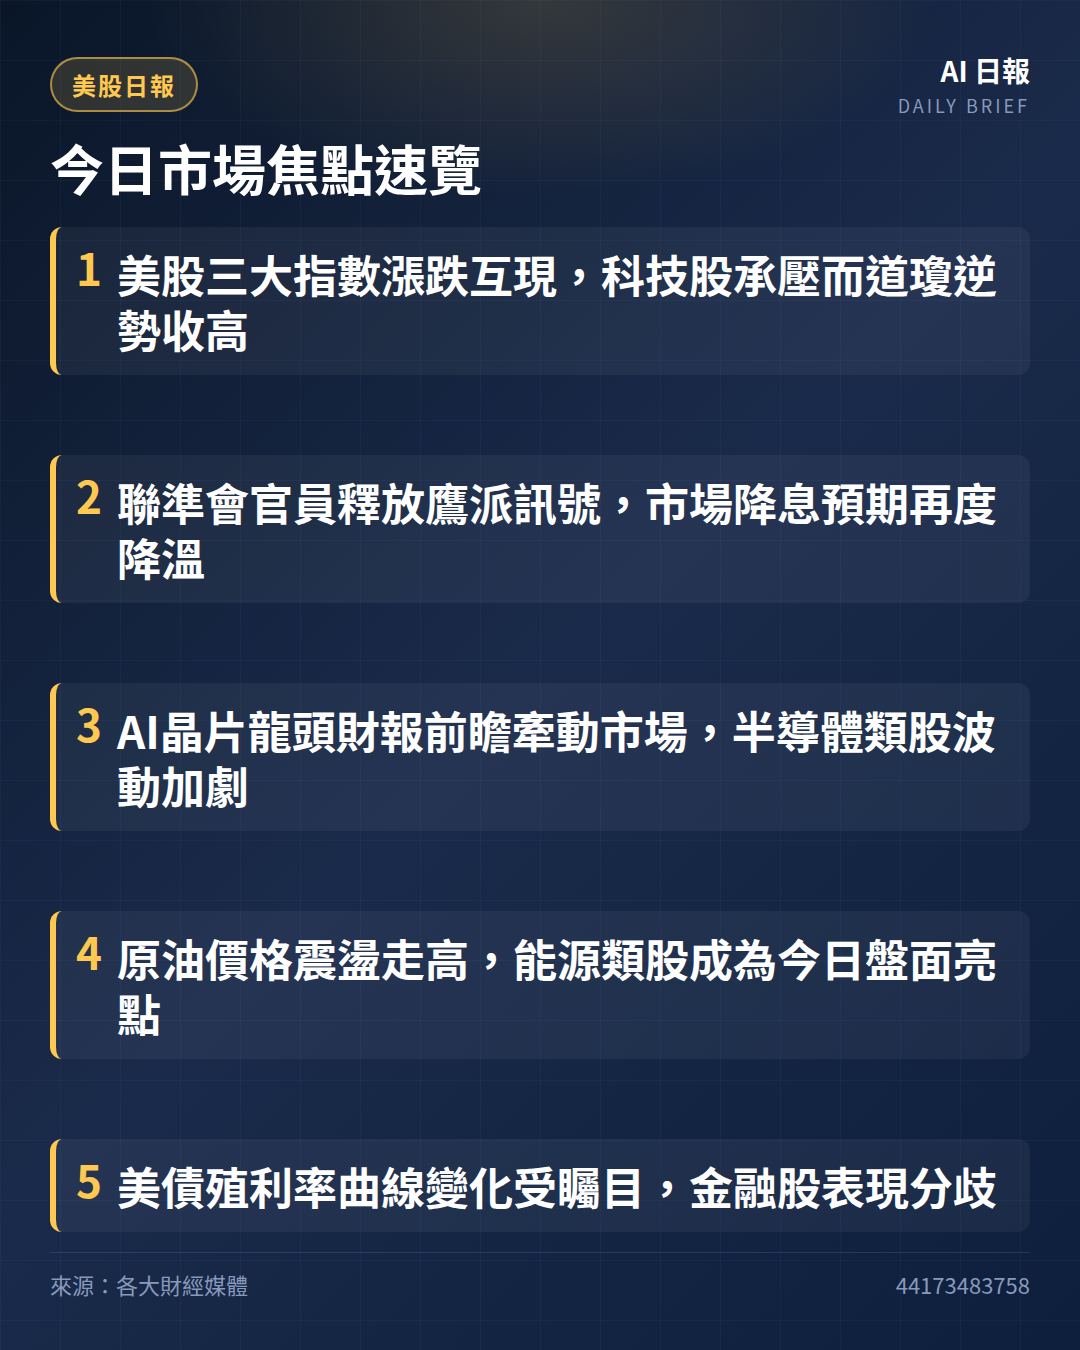 美股日報
AI 日報
DAILY BRIEF
今日市場焦點速覽
1 美股三大指數漲跌互現，科技股承壓而道瓊逆
勢收高
2 聯準會官員釋放鷹派訊號，市場降息預期再度
降溫
3 AI晶片龍頭財報前瞻牽動市場，半導體類股波
動加劇
4 原油價格震盪走高，能源類股成為今日盤面亮
點
5 美債殖利率曲線變化受矚目，金融股表現分歧
來源：各大財經媒體
44173483758